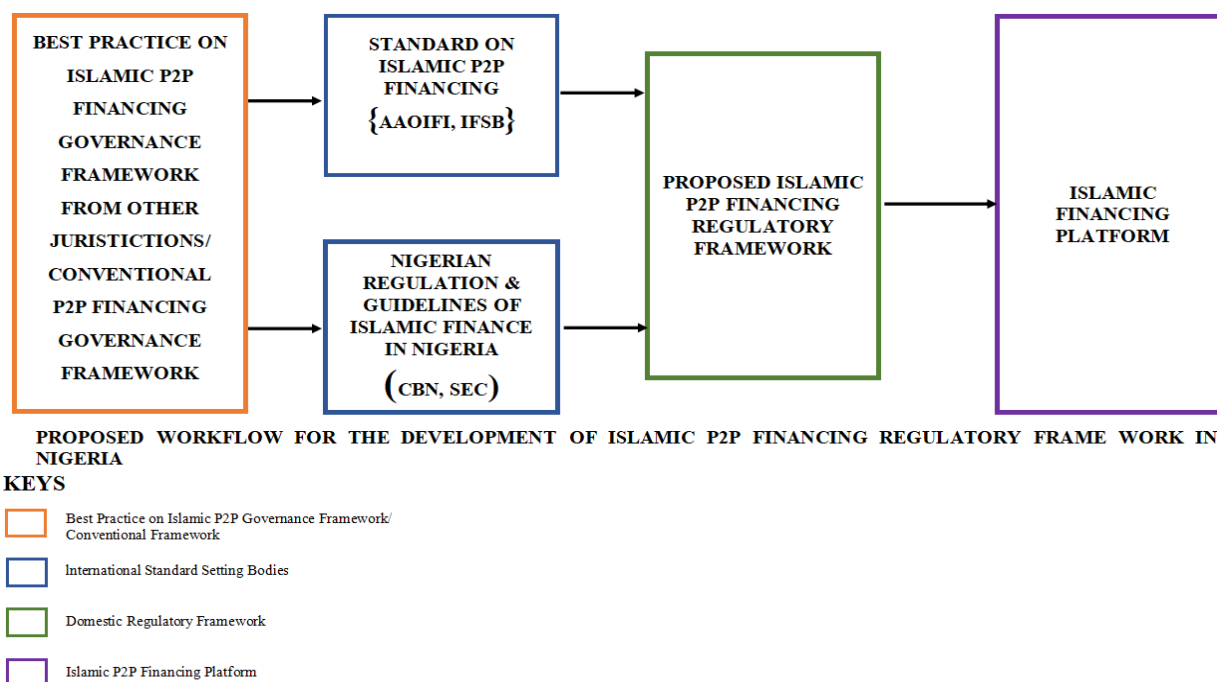 BEST PRACTICE ON
ISLAMIC P2P
FINANCING
GOVERNANCE
FRAMEWORK
FROM OTHER
JURISTICTIONS/
CONVENTIONAL
P2P FINANCING
GOVERNANCE
FRAMEWORK
STANDARD ON
ISLAMIC P2P
FINANCING
{AAOIFI, IFSB}
NIGERIAN
REGULATION &
GUIDELINES OF
ISLAMIC FINANCE
IN NIGERIA
(CBN, SEC)
PROPOSED ISLAMIC
P2P FINANCING
REGULATORY
FRAMEWORK
ISLAMIC
FINANCING
PLATFORM
PROPOSED WORKFLOW FOR THE DEVELOPMENT OF ISLAMIC P2P FINANCING REGULATORY FRAME WORK IN
NIGERIA
KEYS
Best Practice on Islamic P2P Governance Framework/
Conventional Framework
International Standard Setting Bodies
Domestic Regulatory Framework
Islamic P2P Financing Platform